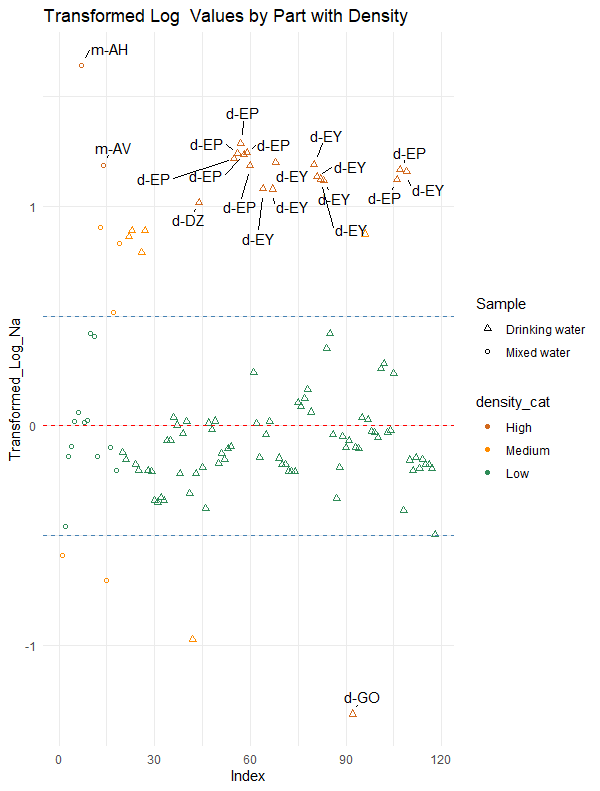 Transformed Log  Values by Part with Density
m-AH
d-EP
m-AV
d-EP
d-EP
d-EY
d-EP
d-EP
d-EP
d-EY
d-EY
d-EY
d-EP
d-EY
d-EY
d-EP
d-EY
d-DZ
d-EY
d-EY
1
0
-1
d-GO
Transformed_Log_Na
0
30
60
90
120
Index
Sample
Drinking water
Mixed water
density_cat
High
Medium
Low